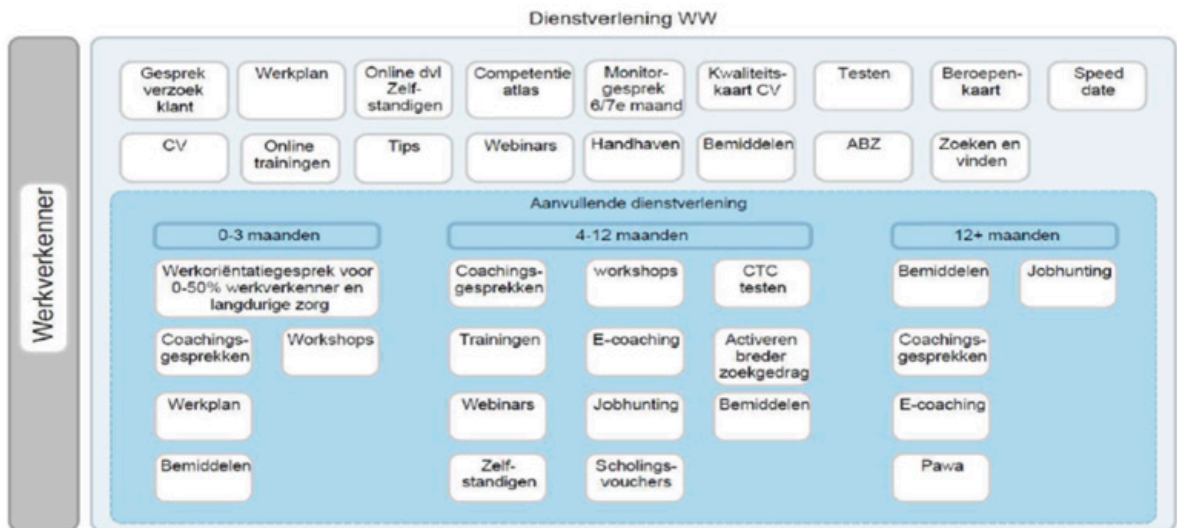 Dienstverlening WW
Werkverkenner
Gesprek
verzoek
klant
Werkplan
Online dvl
Zelf-
standigen
Competentie
atlas
Monitor-
gesprek
6/7e maand
Kwaliteits-
kaart CV
Testen
Beroepen-
kaart
Speed
date
CV
Online
trainingen
Tips
Webinars
Handhaven
Bemiddelen
ABZ
Zoeken en
vinden
Aanvullende dienstverlening
0-3 maanden
Werkoriëntatiegesprek voor
0-50% werkverkenner en
langdurige zorg
Coachings-
gesprekken
Workshops
Werkplan
Bemiddelen
4-12 maanden
Coachings-
gesprekken
workshops
CTC
testen
Trainingen
E-coaching
Activeren
breder
zoekgedrag
Webinars
Jobhunting
Bemiddelen
Zelf-
standigen
Scholings-
vouchers
12+ maanden
Bemiddelen
Jobhunting
Coachings-
gesprekken
E-coaching
Pawa